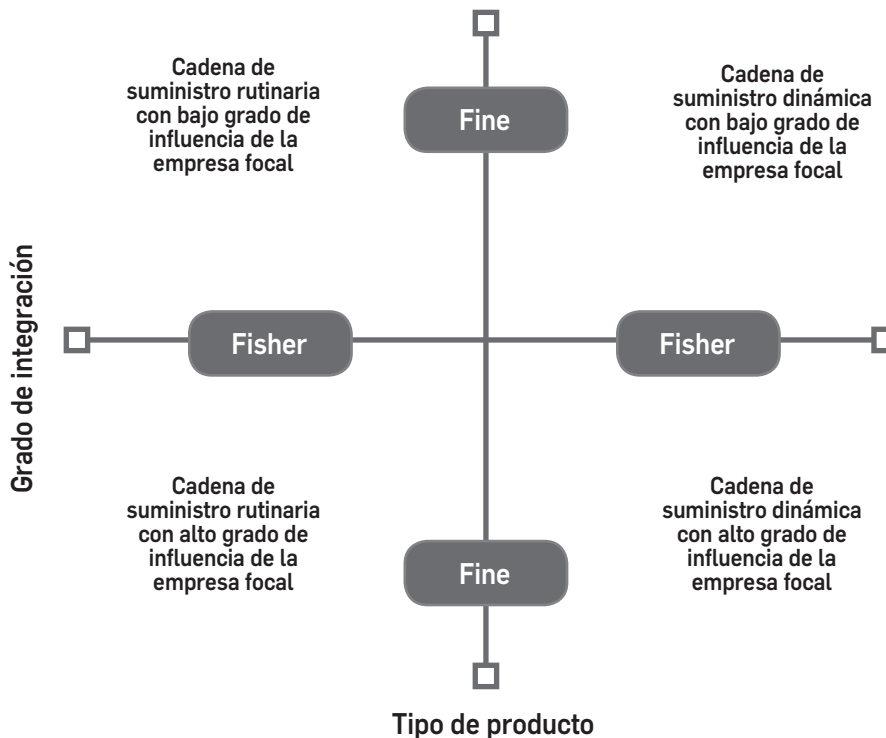 Cadena de
suministro rutinaria
con bajo grado de
influencia de la
empresa focal
Fine
Cadena de
suministro dinámica
con bajo grado de
influencia de la
empresa focal
Grado de integración
Fisher
Fisher
Cadena de
suministro rutinaria
con alto grado de
influencia de la
empresa focal
Fine
Cadena de
suministro dinámica
con alto grado de
influencia de la
empresa focal
Tipo de producto